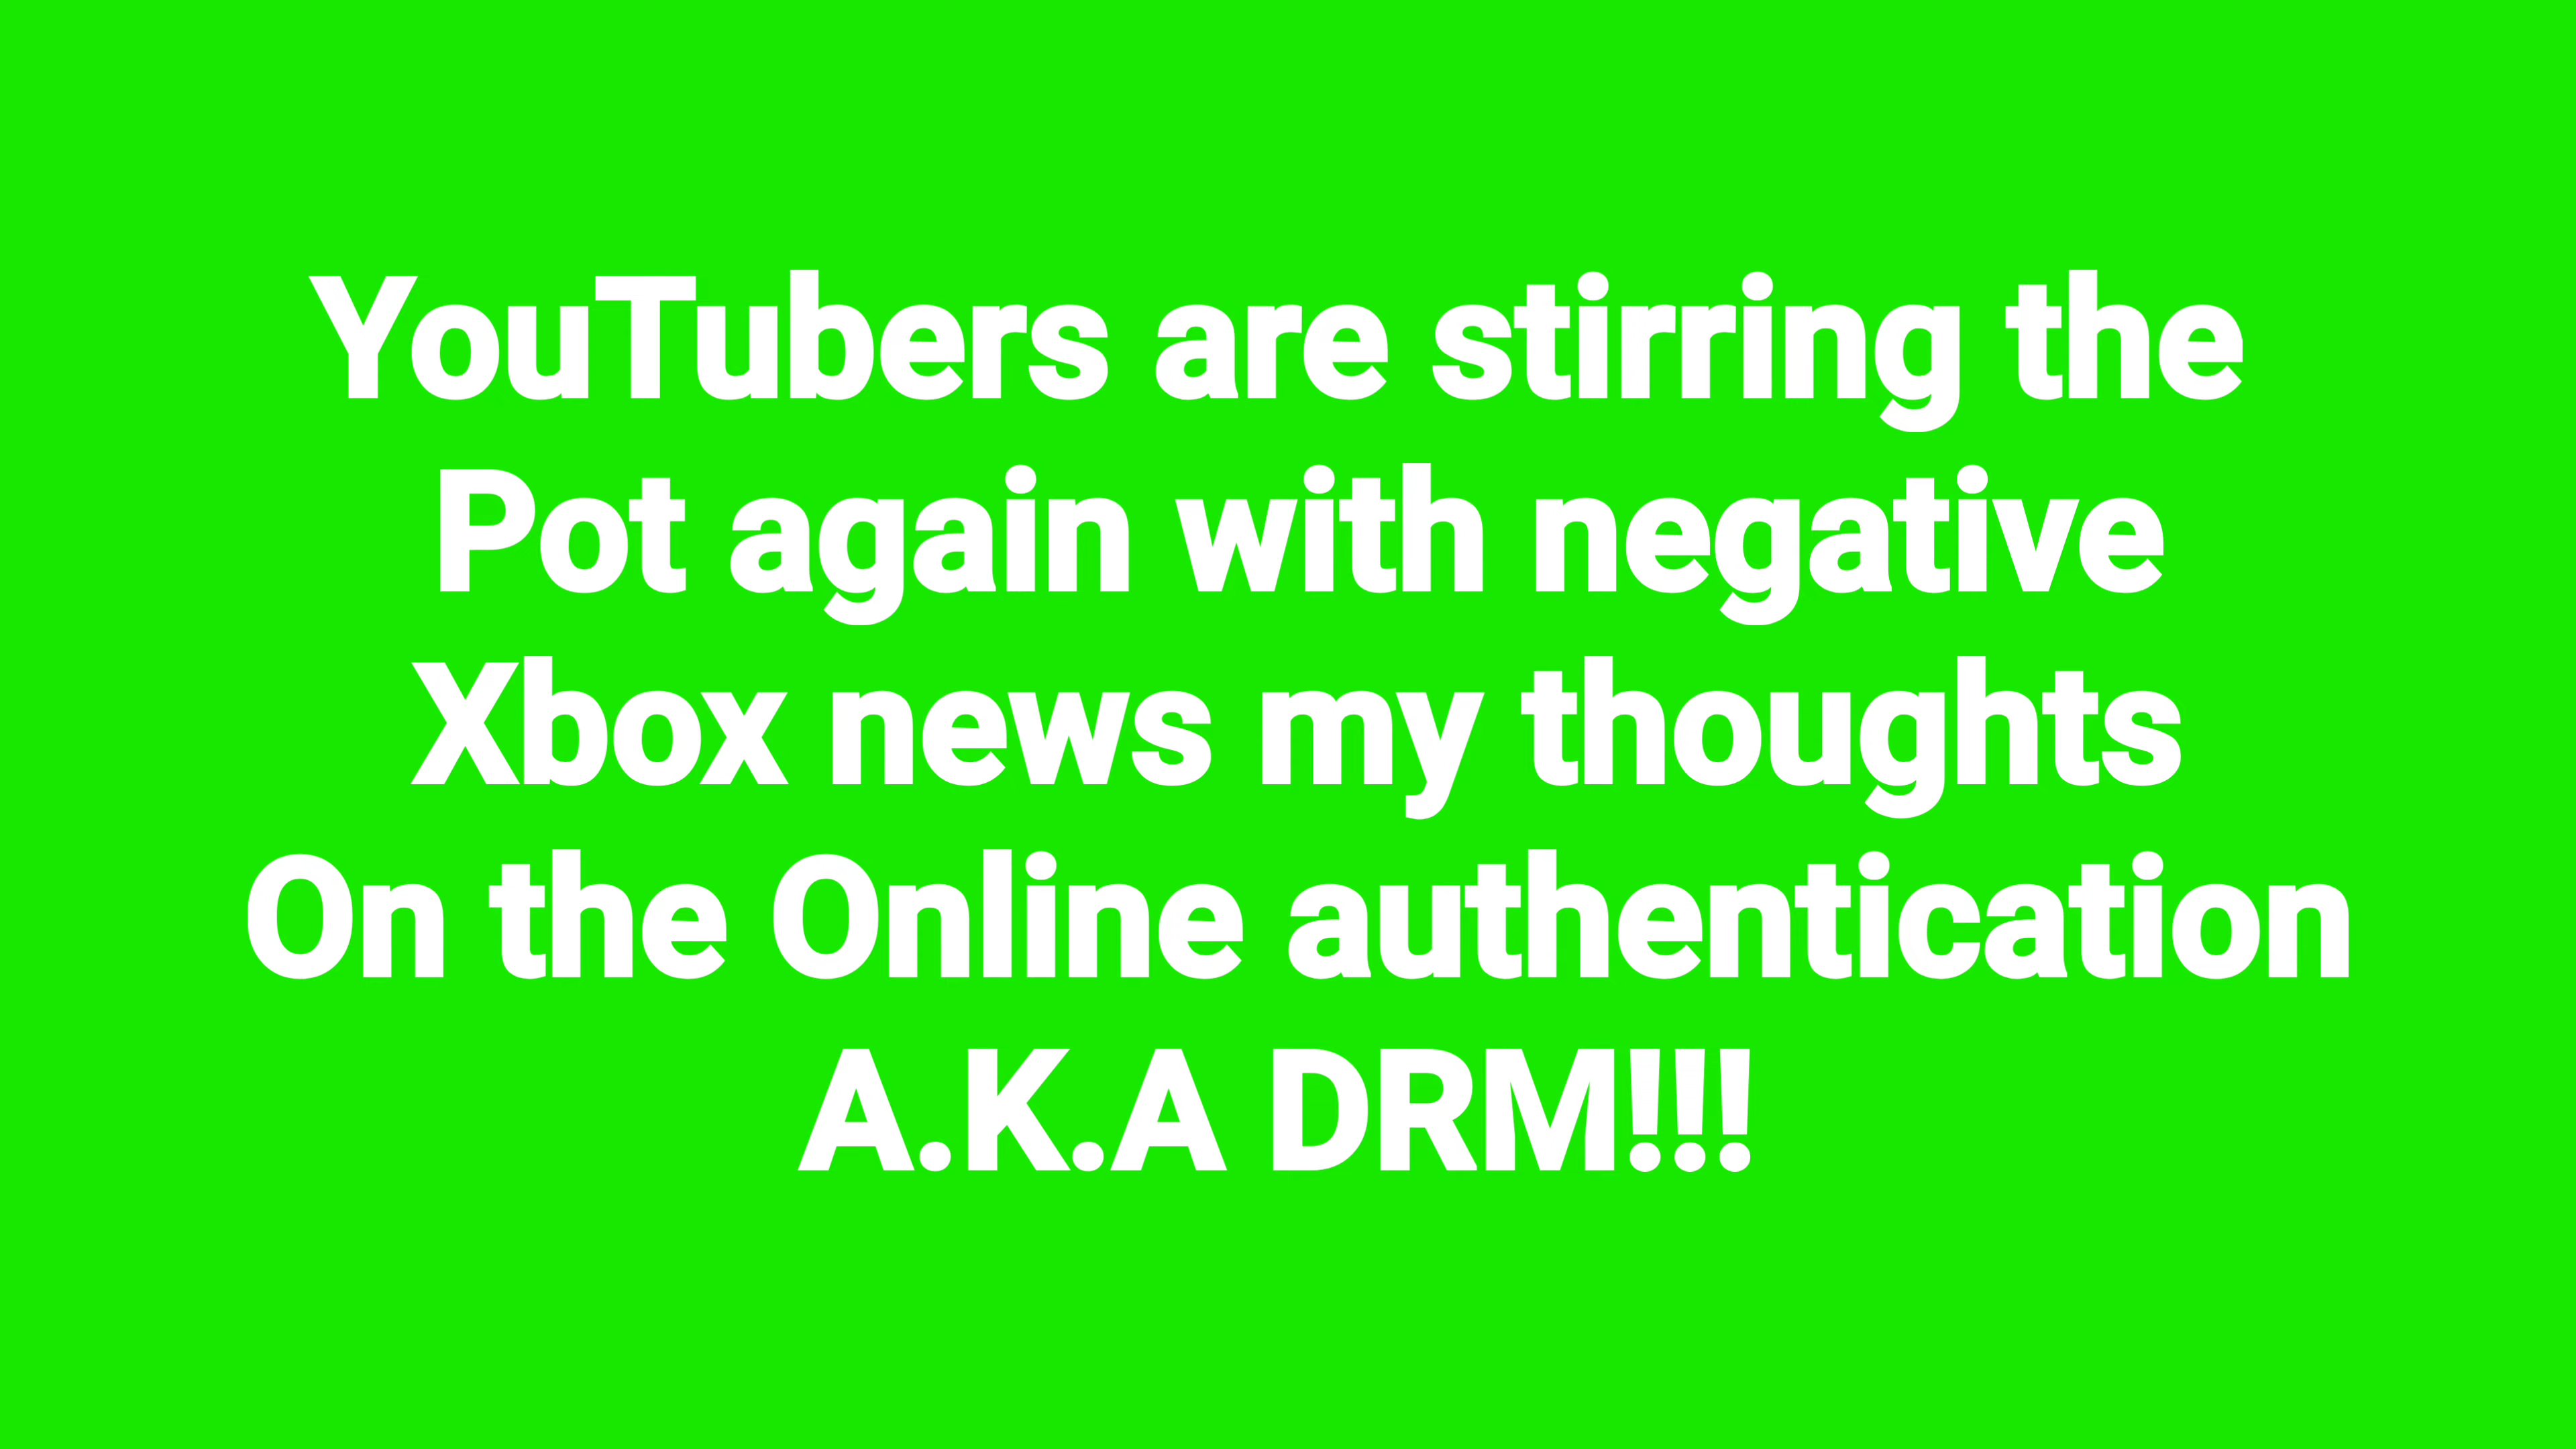 YouTubers are stirring the
Pot again with negative
Xbox news my thoughts
On the Online authentication
A.K.A DRM!!!